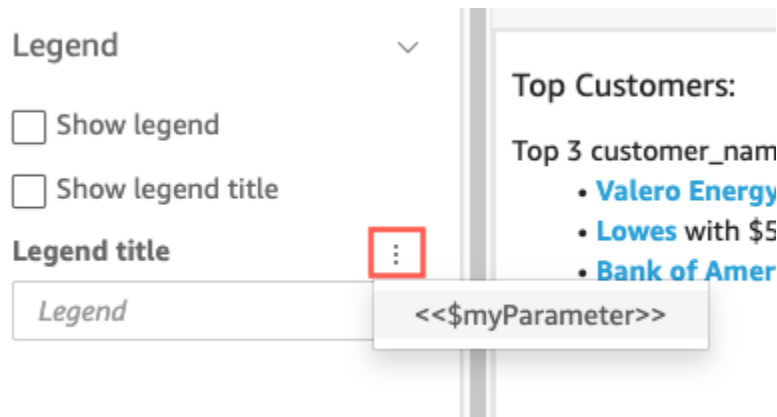 Legend
Show legend
Show legend title
Legend title
Legend
<<$myParameter>>
Top Customers:
Top 3 customer_nam
• Valero Energy
• Lowes with $5
• Bank of Amer